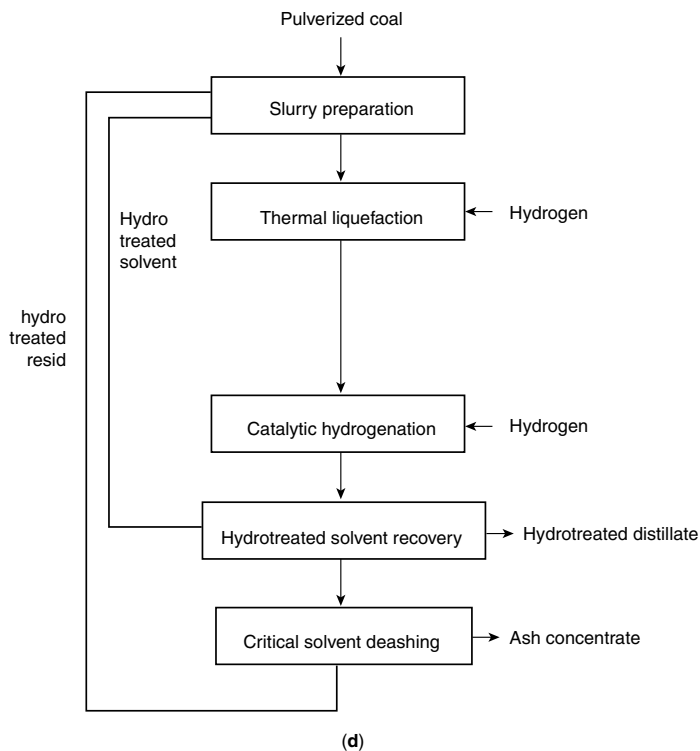 Pulverized coal
Slurry preparation
Thermal liquefaction
Hydrogen
Hydro
treated
solvent
hydro
treated
resid
Catalytic hydrogenation
Hydrogen
Hydrotreated solvent recovery
Hydrotreated distillate
Critical solvent deashing
Ash concentrate
(d)